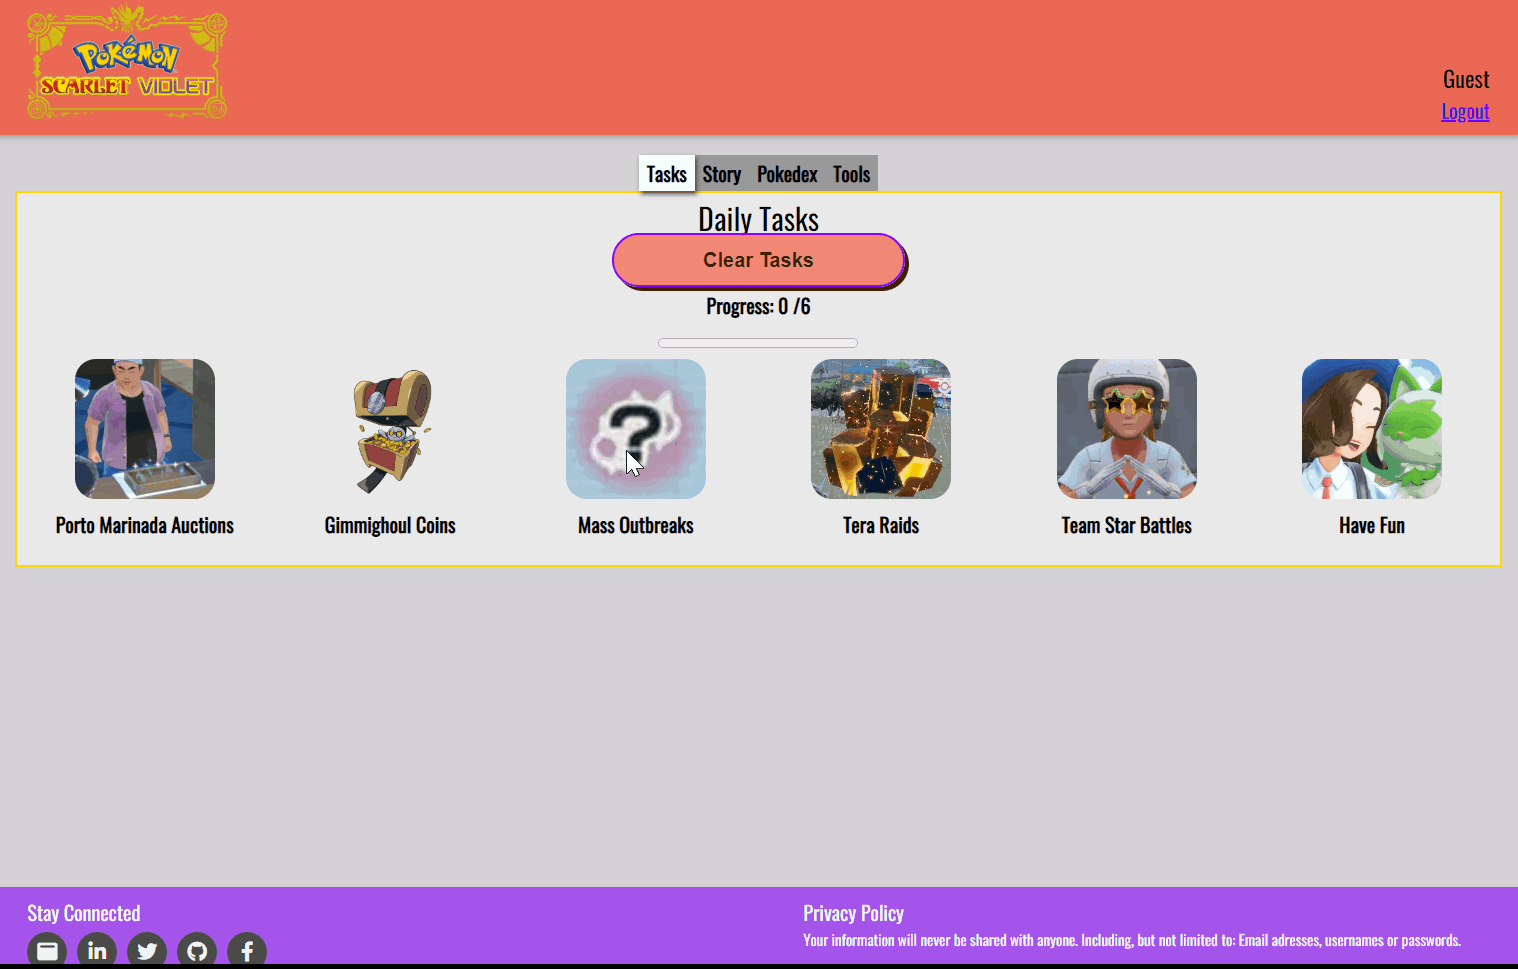 POKÉMON
SCARLET VIOLET
Guest
Logout
Tasks Story Pokedex Tools
Daily Tasks
Clear Tasks
Progress: 0 /6
?
Porto Marinada Auctions Gimmighoul Coins Mass Outbreaks Tera Raids Team Star Battles Have Fun
Stay Connected
in
Privacy Policy
Your information will never be shared with anyone. Including, but not limited to: Email adresses, usernames or passwords.